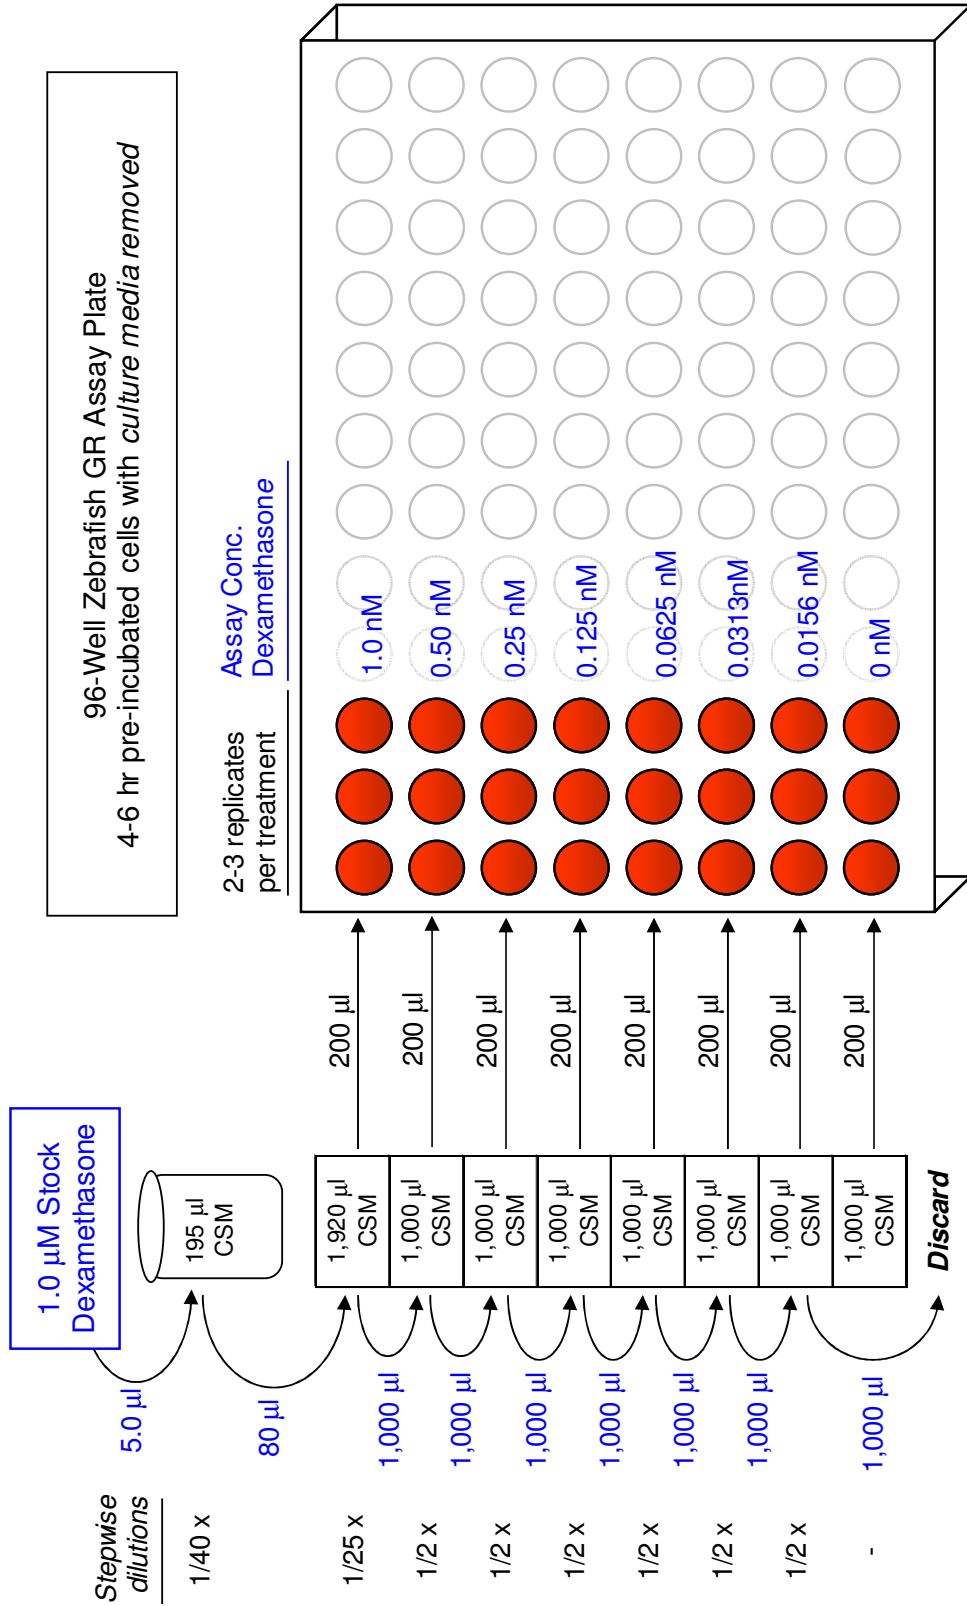 96-Well Zebrafish GR Assay Plate
4-6 hr pre-incubated cells with culture media removed
1.0 µM Stock
Dexamethasone
2-3 replicates
per treatment
Assay Conc.
Dexamethasone
Stepwise
dilutions
5.0 µl
195 µl
CSM
1/40 x
80 µl
1/25 x
1,920 µl
CSM
200 µl
1.0 nM
1,000 µl
1/2 x
1,000 µl
CSM
200 µl
0.50 nM
1,000 µl
1/2 x
1,000 µl
CSM
200 µl
0.25 nM
1,000 µl
1/2 x
1,000 µl
CSM
200 µl
0.125 nM
1,000 µl
1/2 x
1,000 µl
CSM
200 µl
0.0625 nM
1,000 µl
1/2 x
1,000 µl
CSM
200 µl
0.0313nM
1,000 µl
1/2 x
1,000 µl
CSM
200 µl
0.0156 nM
1,000 µl
-
1,000 µl
CSM
200 µl
0 nM
Discard